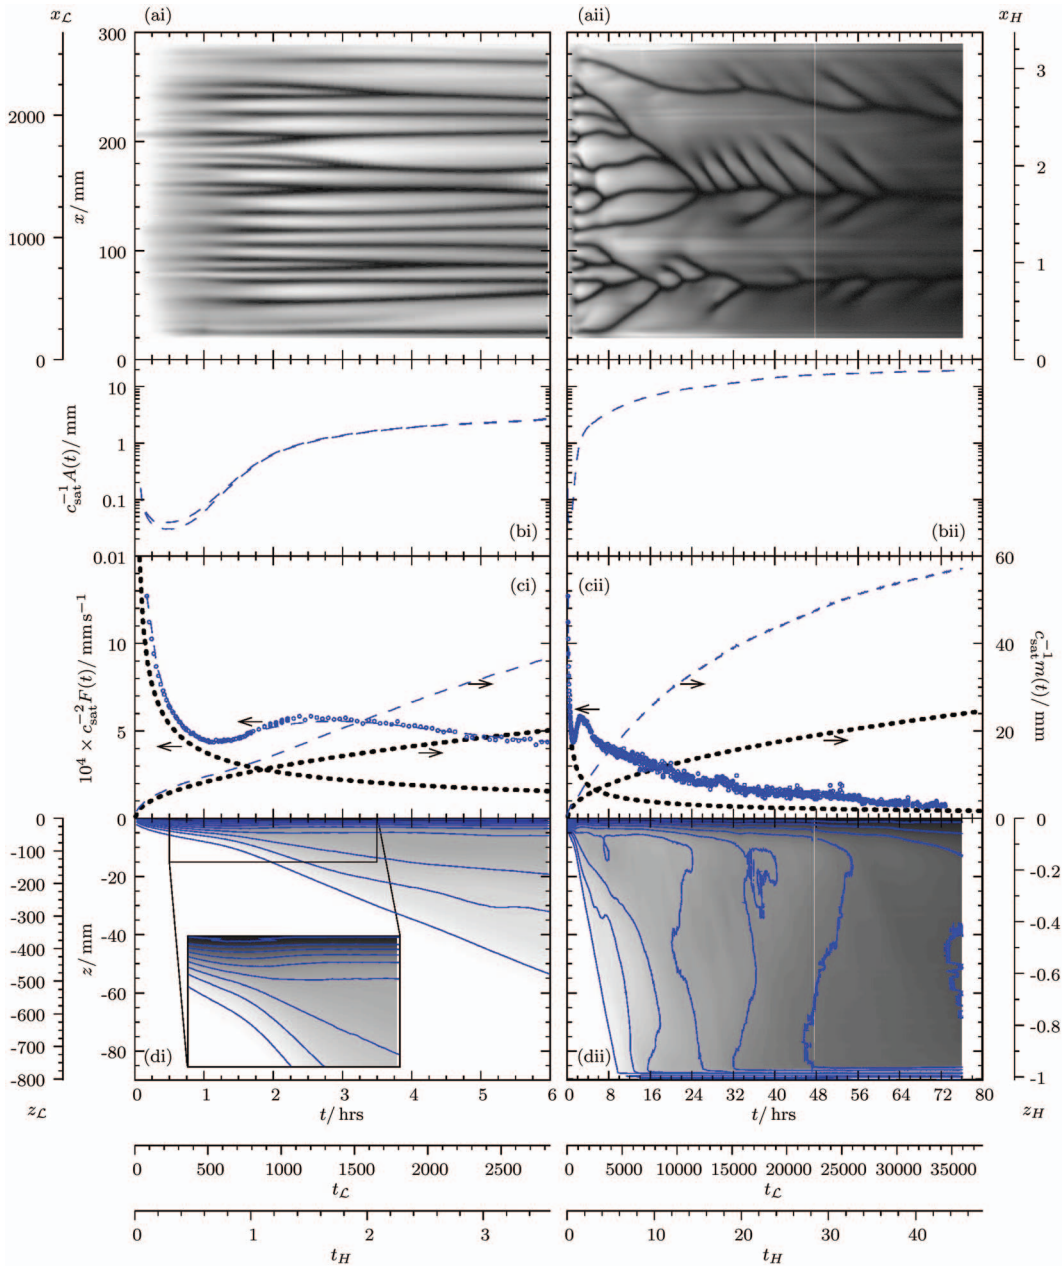 x_ℒ
(ai)
(aii)
x_H
300
200
100
0
x/ mm
2000
1000
0
3
2
1
0
10
1
0.1
c_sat^{-1} A(t)/ mm
(bi)
(bii)
0.01
10
5
0
10^4 × c_sat^{-2} F(t)/ mm s^{-1}
(ci)
(cii)
60
40
20
0
c_sat^{-1} m(t)/ mm
0
-100
-200
-300
-400
-500
-600
-700
-800
z_ℒ
0
-20
-40
-60
-80
z/ mm
(di)
(dii)
0
-0.2
-0.4
-0.6
-0.8
-1
z_H
0 1 2 3 4 5 6
t/ hrs
0 8 16 24 32 40 48 56 64 72 80
t/ hrs
0 500 1000 1500 2000 2500
t_ℒ
0 5000 10000 15000 20000 25000 30000 35000
t_ℒ
0 1 2 3
t_H
0 10 20 30 40
t_H